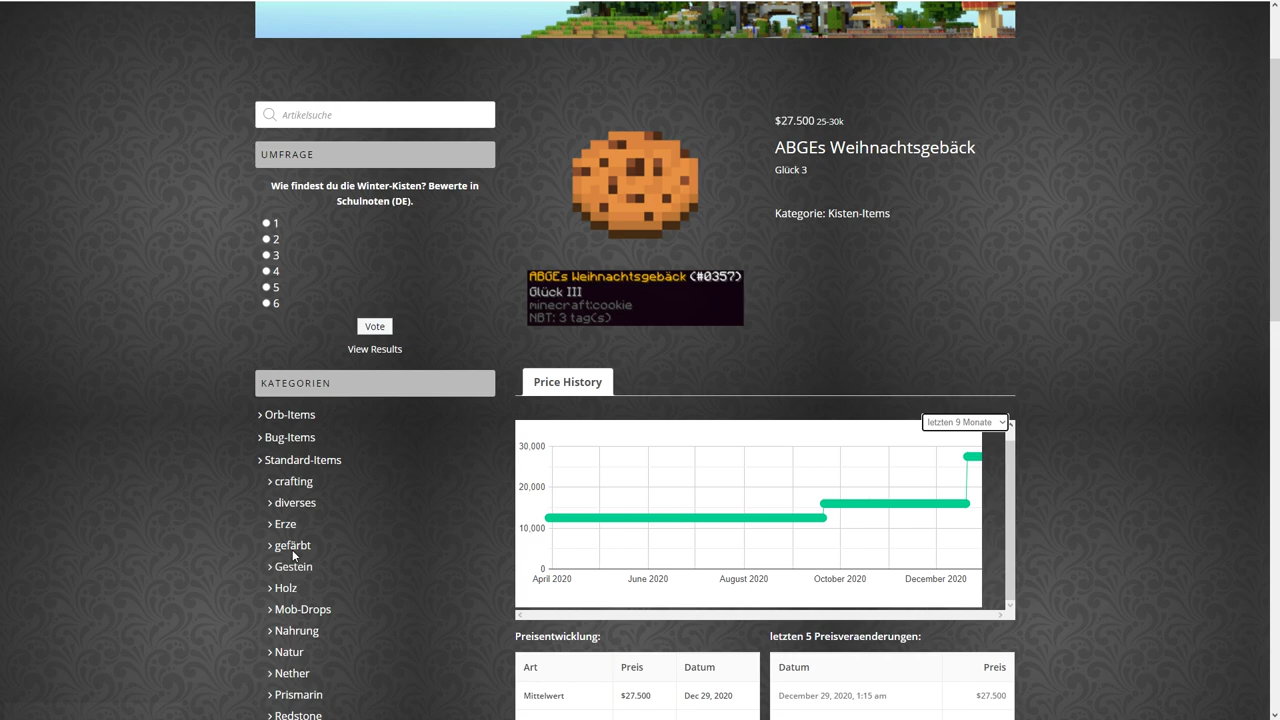 Artikelsuche
UMFRAGE
Wie findest du die Winter-Kisten? Bewerte in
Schulnoten (DE).
1
2
3
4
5
6
Vote
View Results
KATEGORIEN
Orb-Items
Bug-Items
Standard-Items
crafting
diverses
Erze
gefärbt
Gestein
Holz
Mob-Drops
Nahrung
Natur
Nether
Prismarin
Redstone
$27.500 25-30k
ABGEs Weihnachtsgebäck
Glück 3
Kategorie: Kisten-Items
ABGEs Weihnachtsgebäck (#0357)
Glück III
minecraft:cookie
NBT: 3 tag(s)
Price History
letzten 9 Monate
30,000
20,000
10,000
0
April 2020 June 2020 August 2020 October 2020 December 2020
Preisentwicklung:
Art Preis Datum
Mittelwert $27.500 Dec 29, 2020
letzten 5 Preisveraenderungen:
Datum Preis
December 29, 2020, 1:15 am $27.500